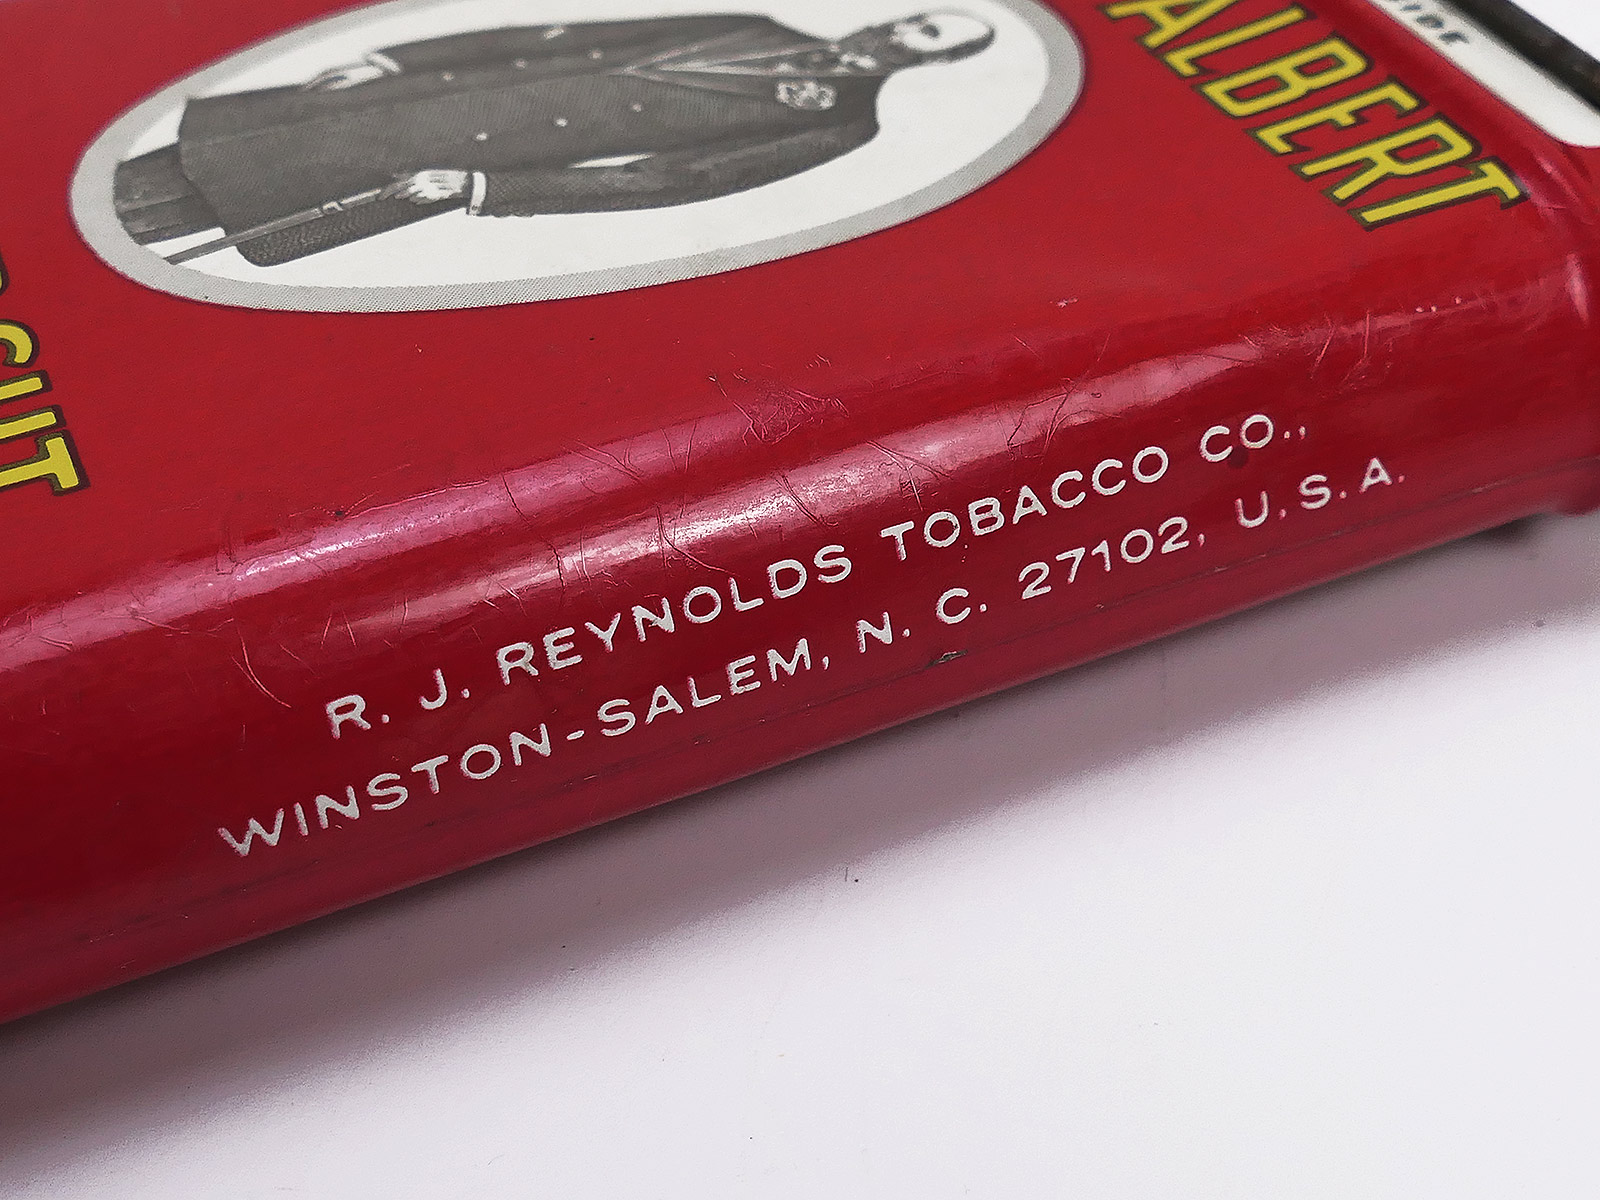 ALBERT
R. J. REYNOLDS TOBACCO CO.,
WINSTON-SALEM, N. C. 27102, U.S.A.